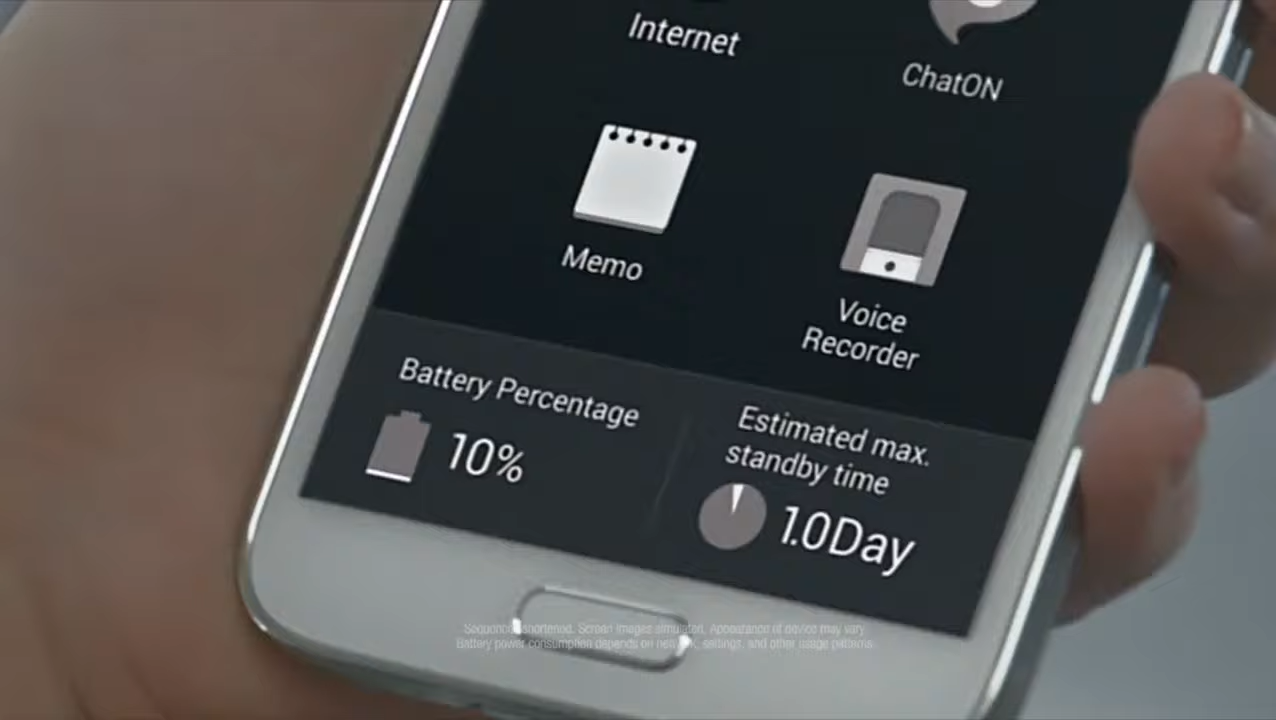 Internet
ChatON
Memo
Voice
Recorder
Battery Percentage
10%
Estimated max.
standby time
1.0Day
Sequence shortened. Screen images simulated. Appearance of device may vary.
Battery power consumption depends on network, settings, and other usage patterns.